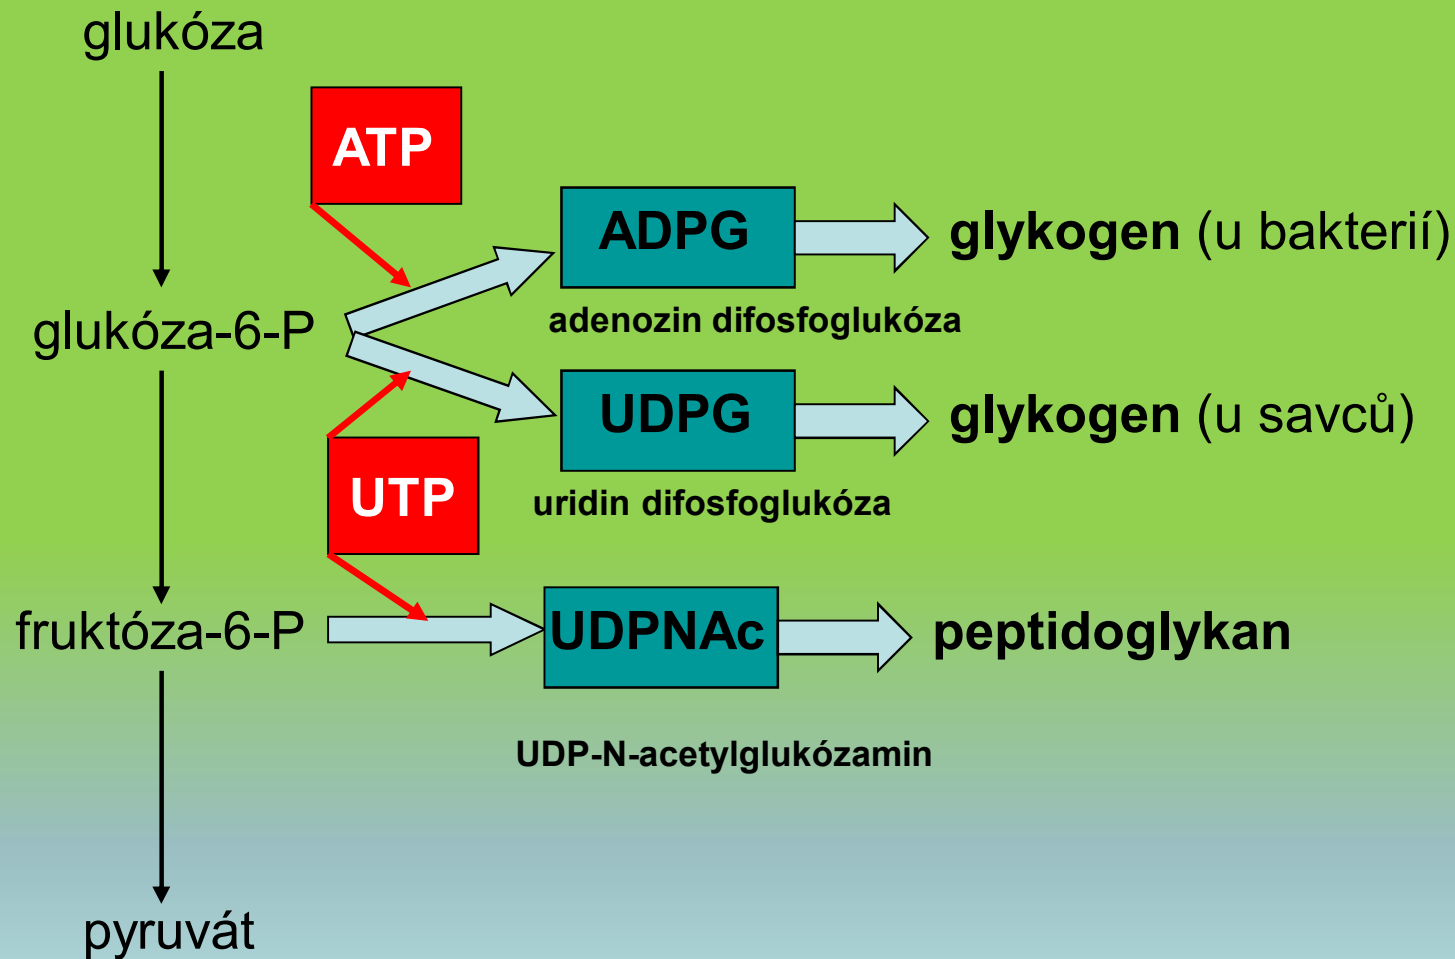 glukóza
ATP
ADPG
glykogen (u bakterií)
adenozin difosfoglukóza
glukóza-6-P
UDPG
glykogen (u savců)
UTP
uridin difosfoglukóza
fruktóza-6-P
UDPNAc
peptidoglykan
UDP-N-acetylglukózamin
pyruvát